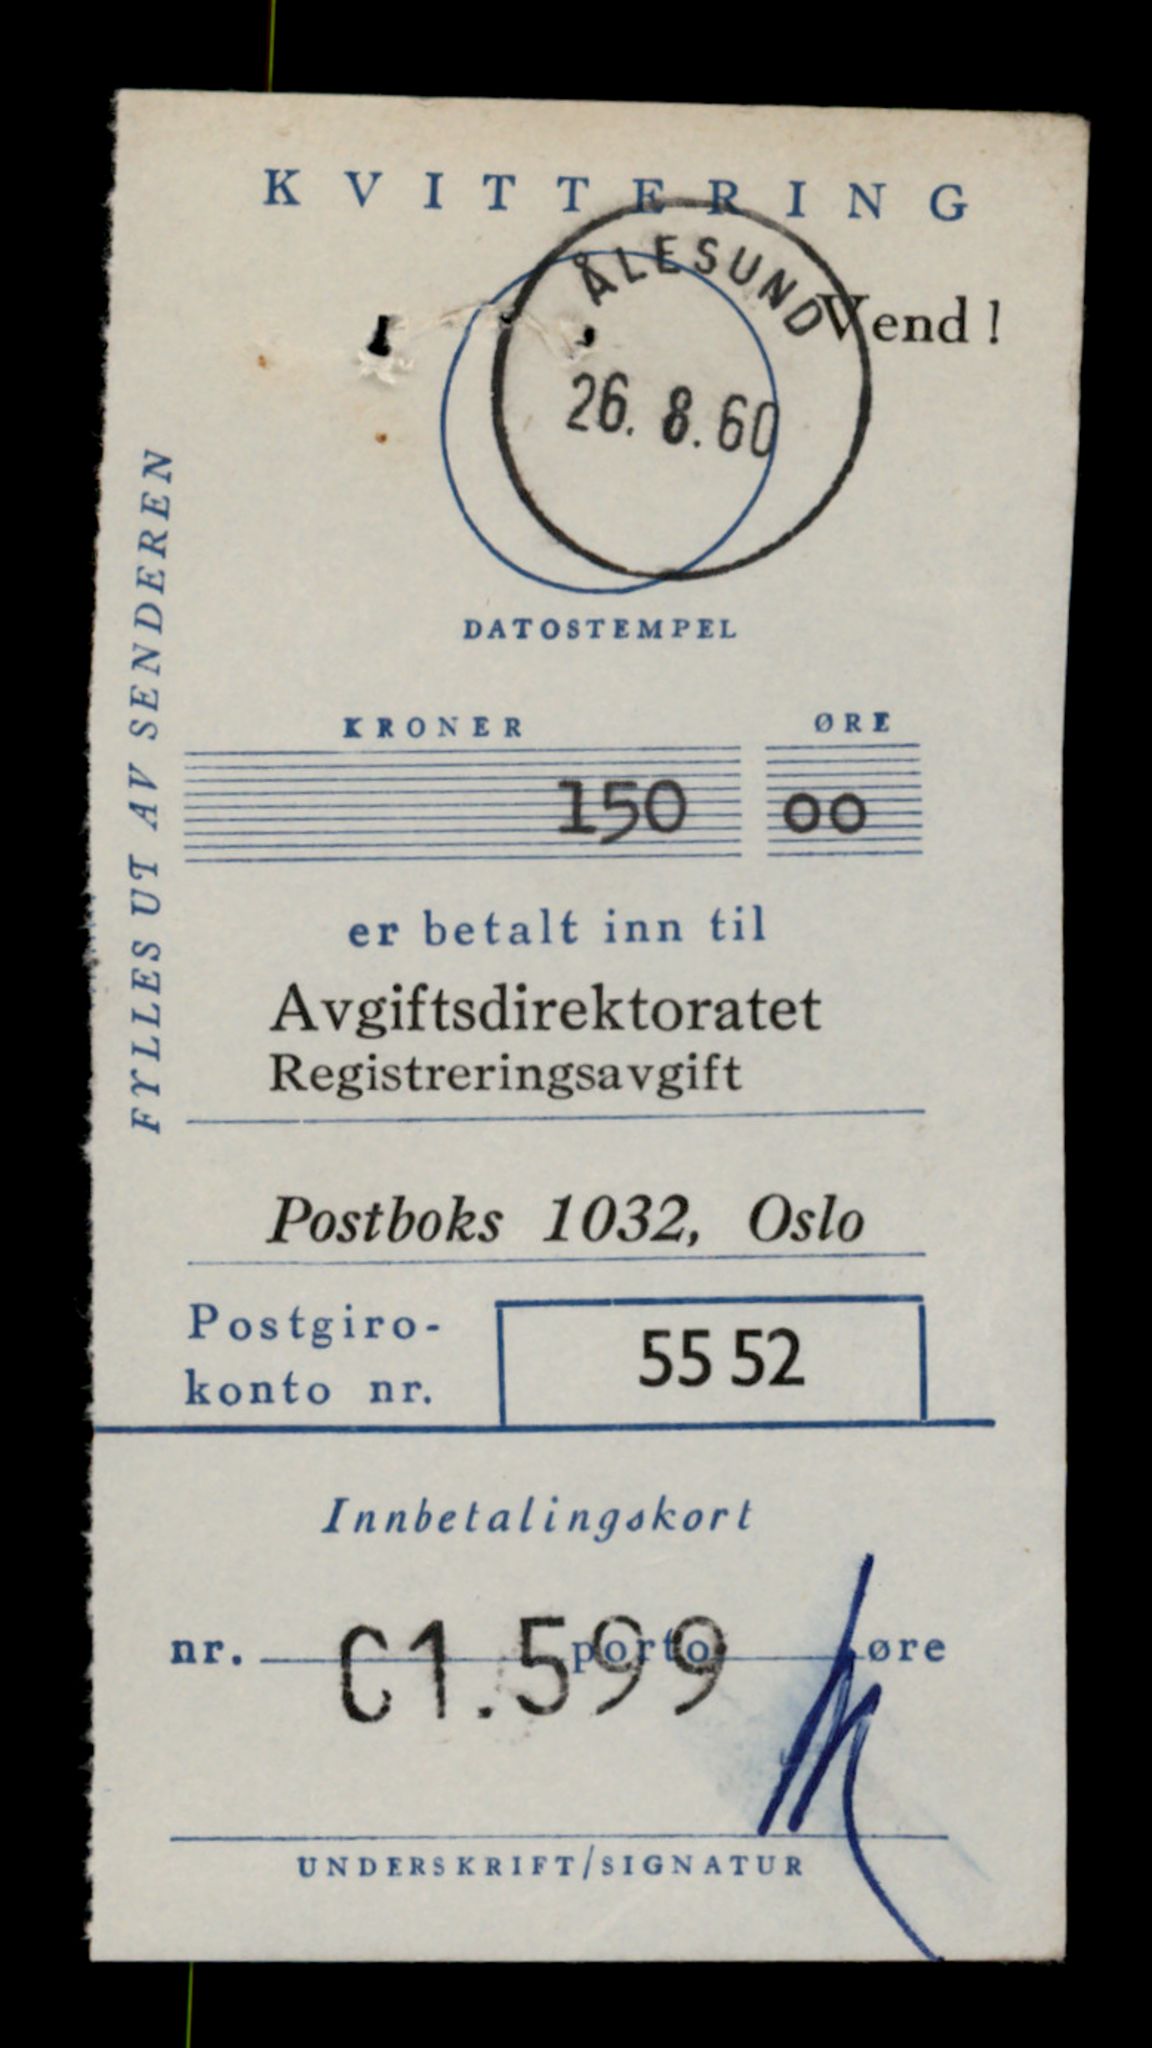 KVITTERING
ÅLESUND
Vend!
26. 8. 60
DATOSTEMPEL
FYLLES UT AV SENDEREN
KRONER ØRE
150 00
er betalt inn til
Avgiftsdirektoratet
Registreringsavgift
Postboks 1032, Oslo
Postgiro-
konto nr.
55 52
Innbetalingskort
nr. C1.599 porto øre
UNDERSKRIFT/SIGNATUR